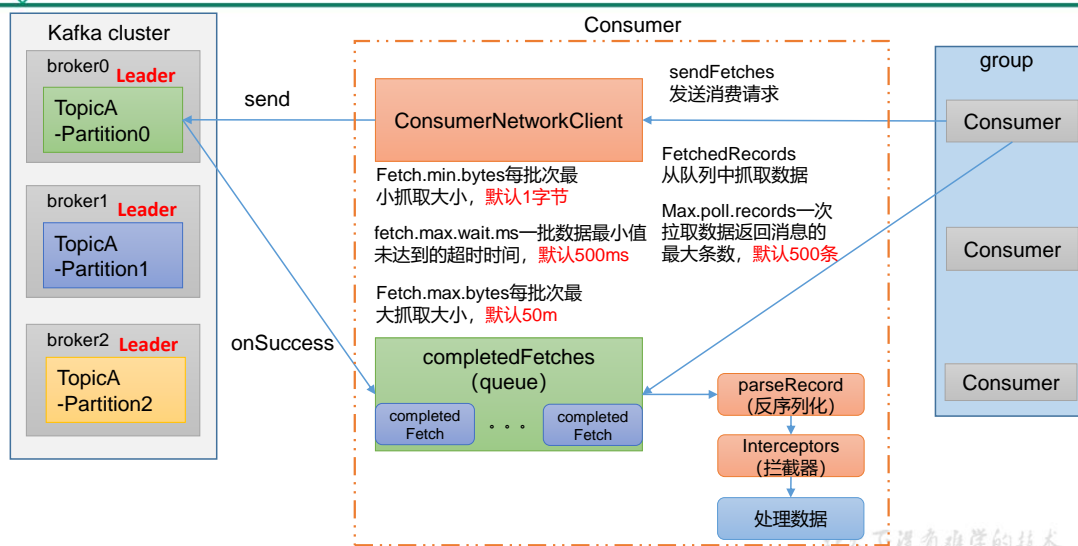 Consumer
Kafka cluster
broker0
Leader
TopicA
-Partition0
broker1
Leader
TopicA
-Partition1
broker2
Leader
TopicA
-Partition2
send
onSuccess
ConsumerNetworkClient
Fetch.min.bytes每批次最
小抓取大小，默认1字节
fetch.max.wait.ms一批数据最小值
未达到的超时时间，默认500ms
Fetch.max.bytes每批次最
大抓取大小，默认50m
completedFetches
(queue)
completed
Fetch
。。。
completed
Fetch
sendFetches
发送消费请求
FetchedRecords
从队列中抓取数据
Max.poll.records一次
拉取数据返回消息的
最大条数，默认500条
parseRecord
(反序列化)
Interceptors
(拦截器)
处理数据
group
Consumer
Consumer
Consumer
下没有难学的技术